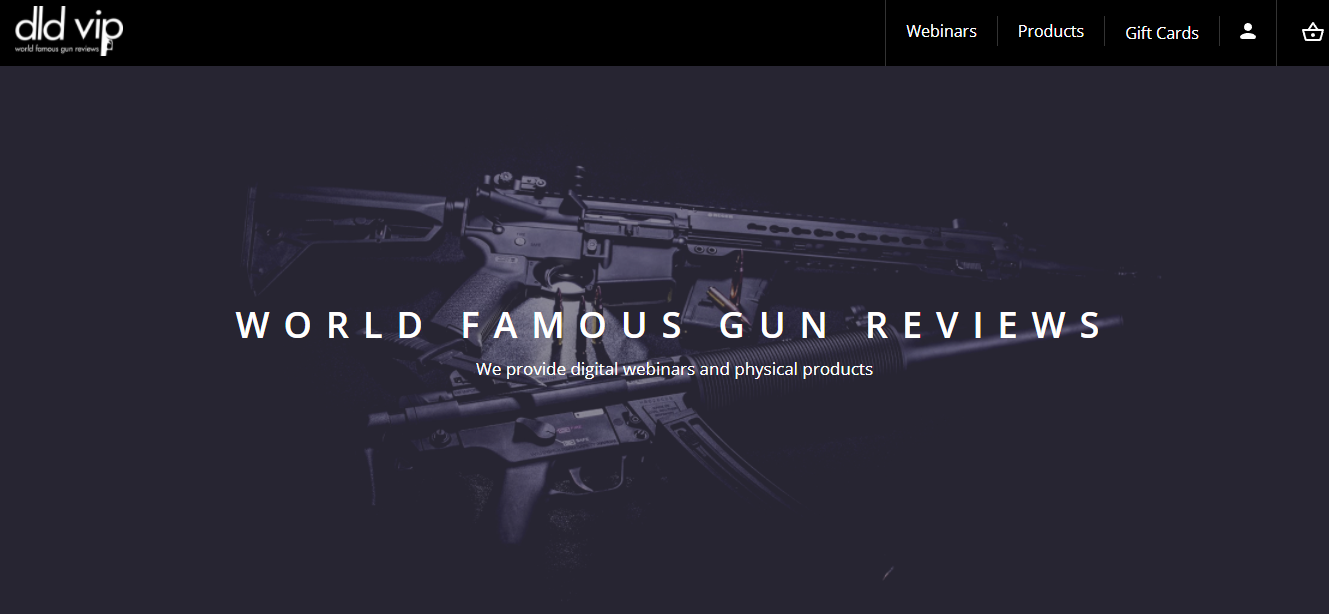 dld vip
world famous gun reviews
Webinars
Products
Gift Cards
WORLD FAMOUS GUN REVIEWS
We provide digital webinars and physical products